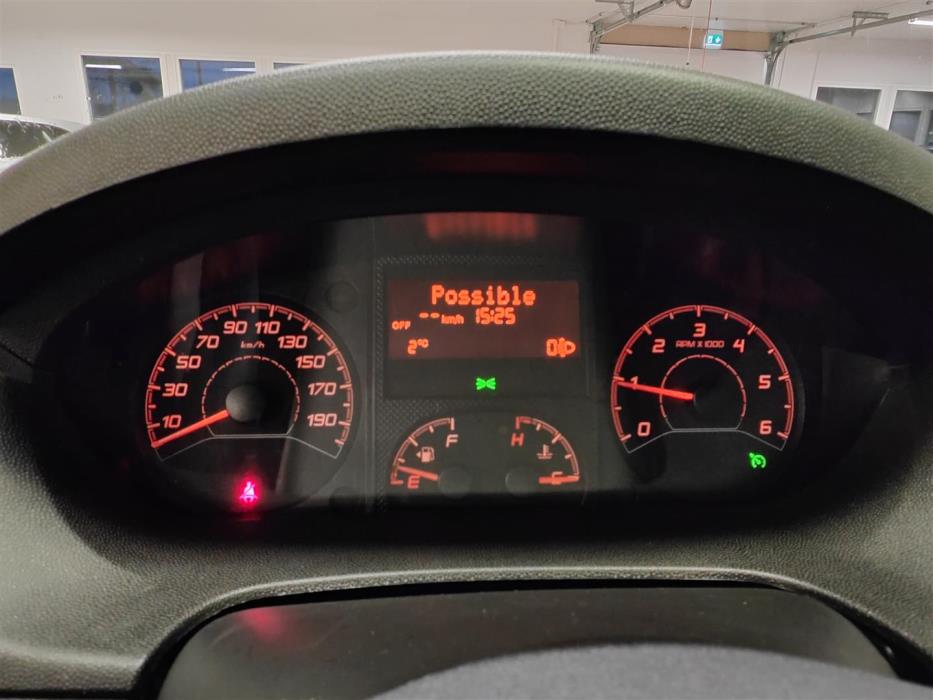 Possible
OFF --km/h 15:25
2°C 0
10 30 50 70 90 110 130 150 170 190
km/h
0 1 2 3 4 5 6
RPM X 1000
E F
H C